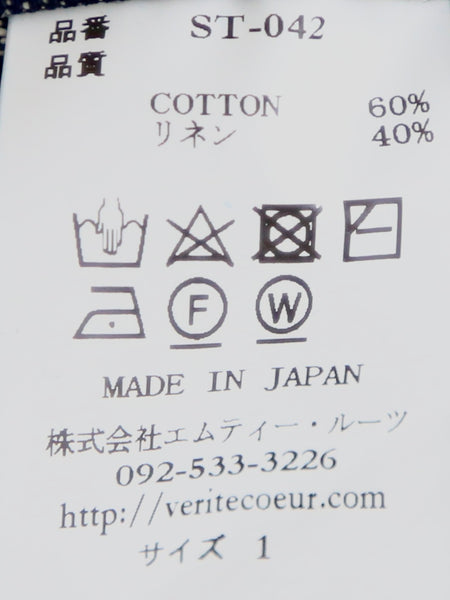 品番 ST-042
品質
COTTON 60%
リネン 40%
F W
MADE IN JAPAN
株式会社エムティー・ルーツ
092-533-3226
http://veritecoeur.com
サイズ 1